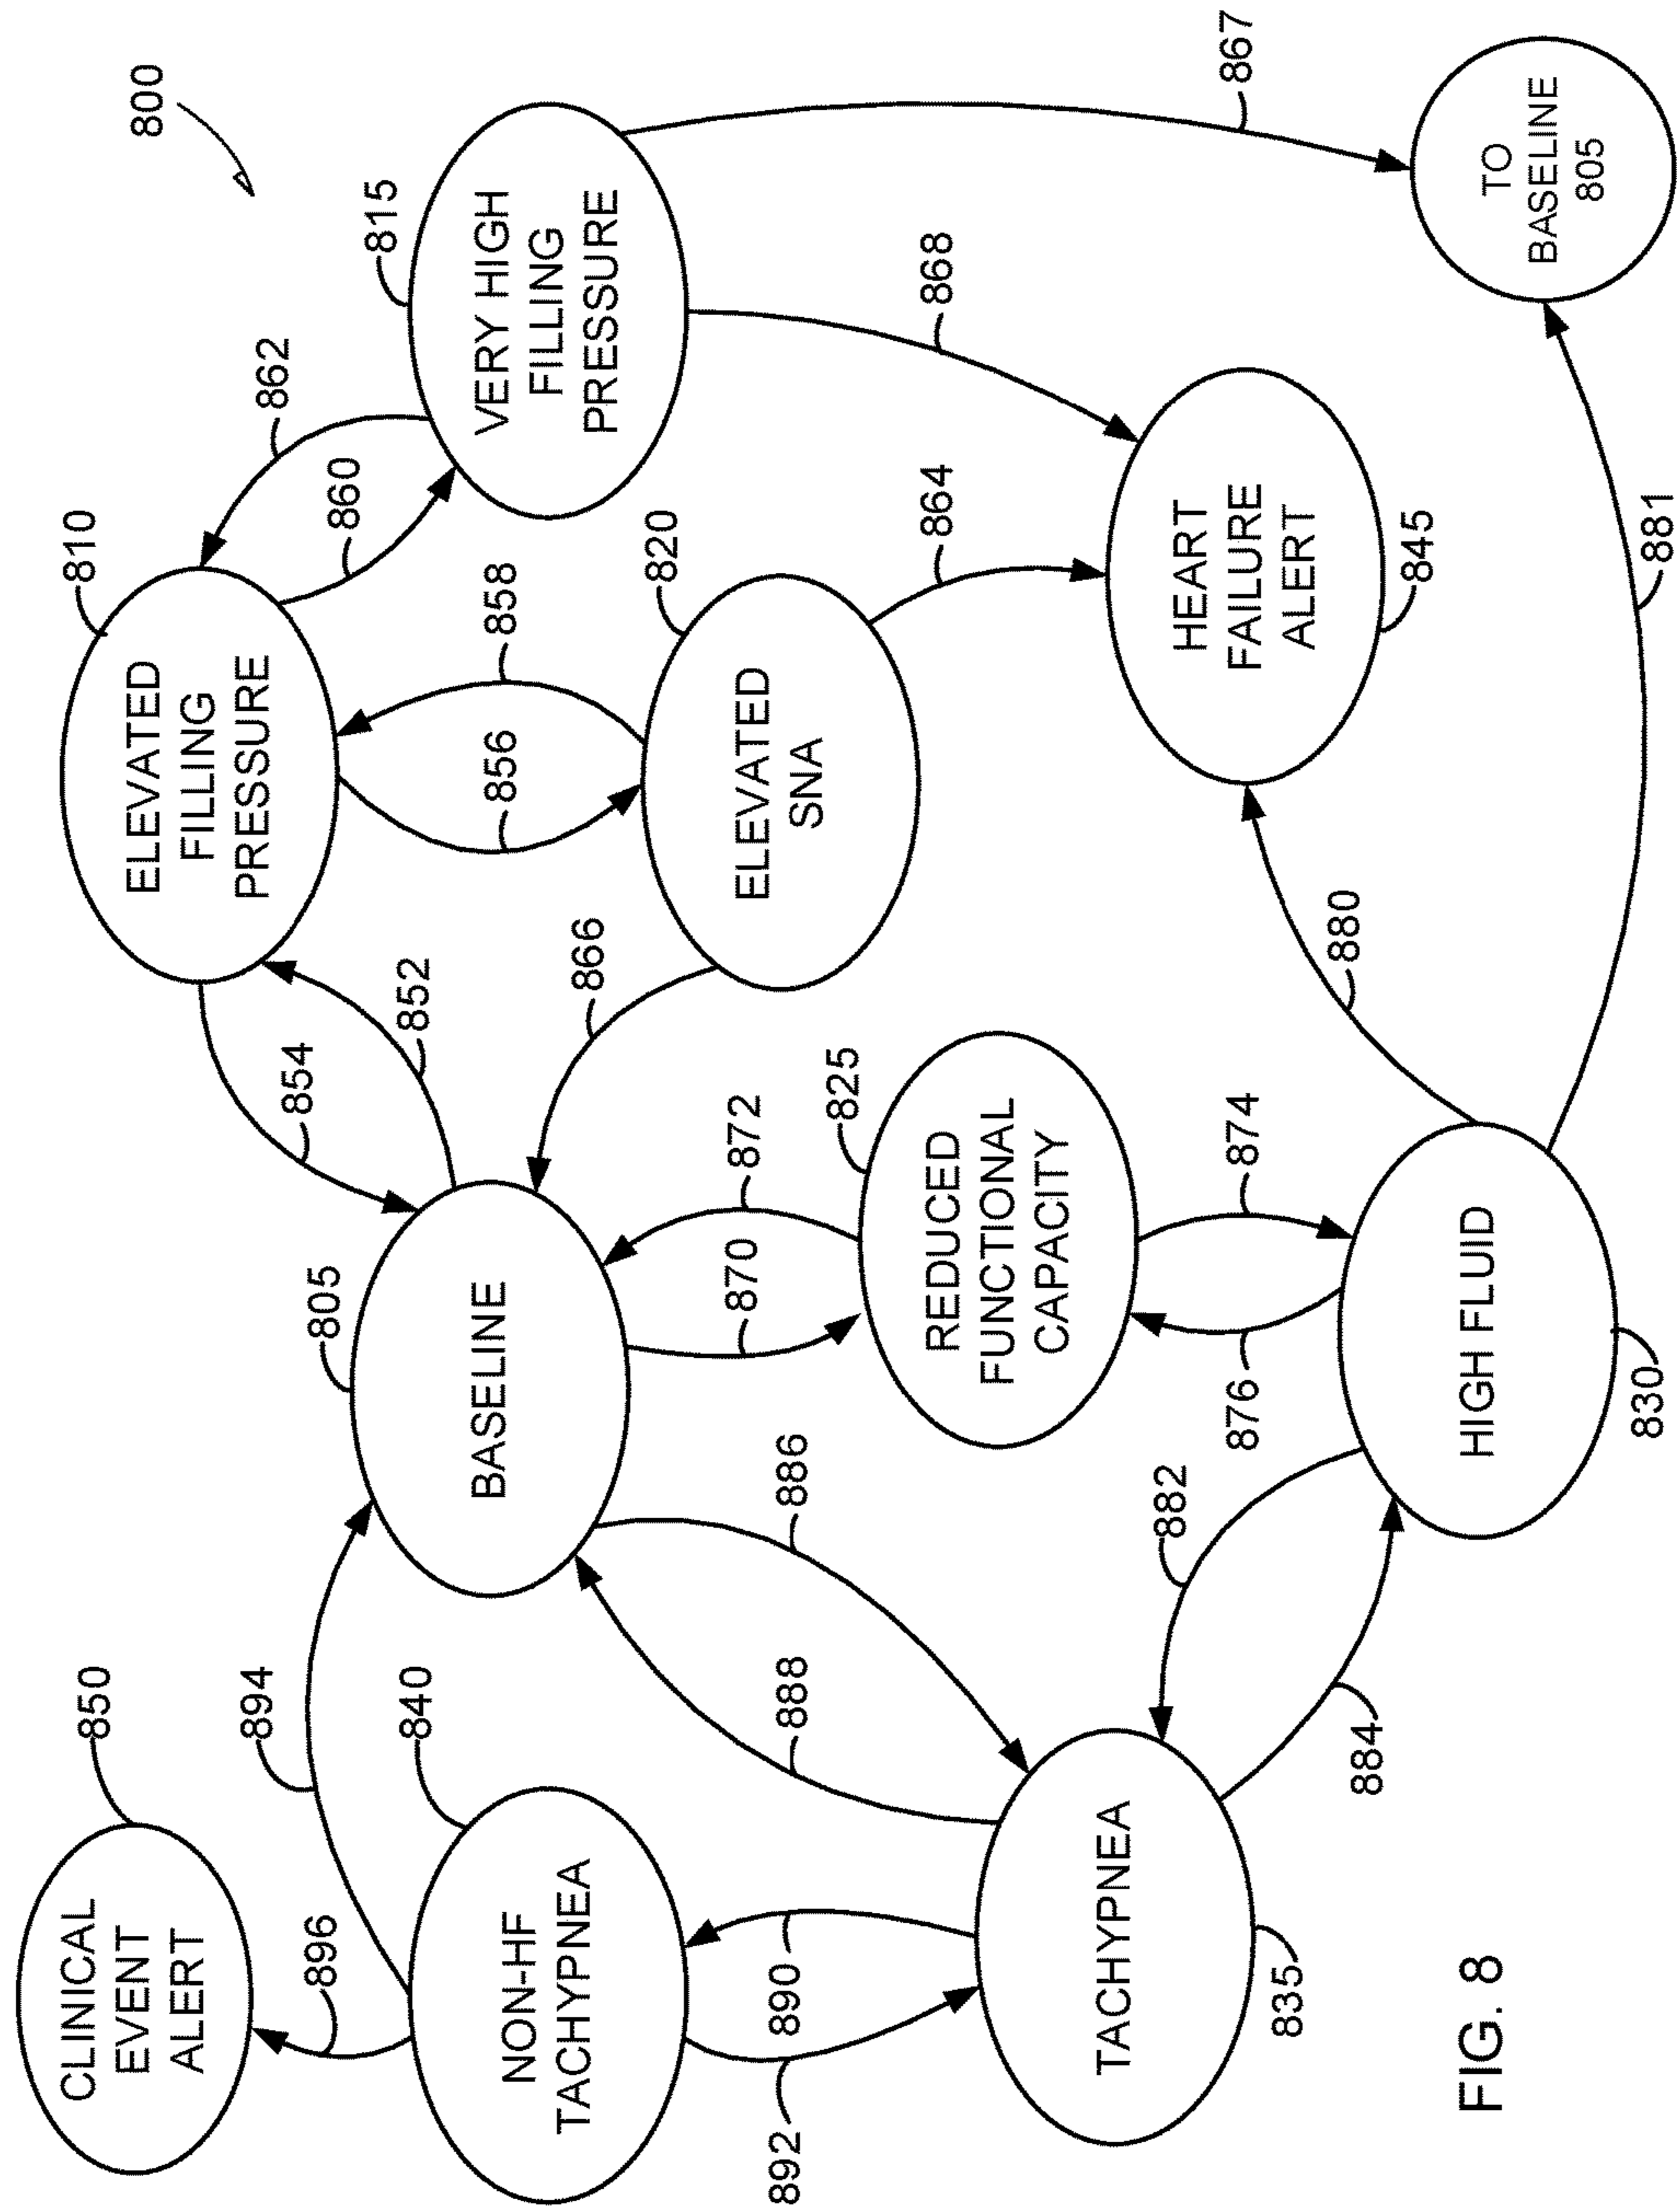 CLINICAL
EVENT
ALERT
850
896
894
NON-HF
TACHYPNEA
840
892
890
TACHYPNEA
835
888
886
884
882
BASELINE
805
854
852
866
870
872
ELEVATED
FILLING
PRESSURE
810
856
858
860
862
800
VERY HIGH
FILLING
PRESSURE
815
ELEVATED
SNA
820
864
868
867
REDUCED
FUNCTIONAL
CAPACITY
825
876
874
HIGH FLUID
830
880
881
HEART
FAILURE
ALERT
845
TO
BASELINE
805
FIG. 8